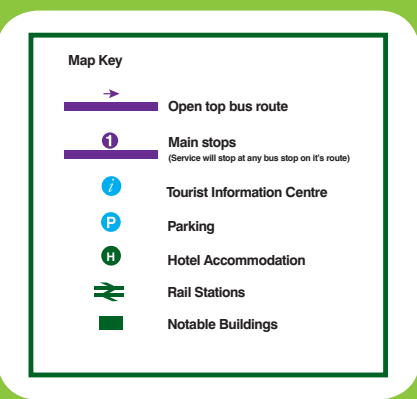 Map Key
Open top bus route
1
Main stops
(Service will stop at any bus stop on it's route)
i
Tourist Information Centre
P
Parking
H
Hotel Accommodation
Rail Stations
Notable Buildings